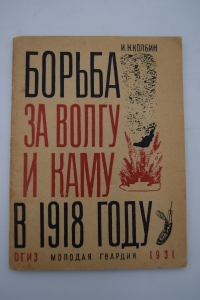 И.Н.КОЛБИН
БОРЬБА
ЗА ВОЛГУ
И КАМУ
В 1918 ГОДУ
ОГИЗ МОЛОДАЯ ГВАРДИЯ 1931